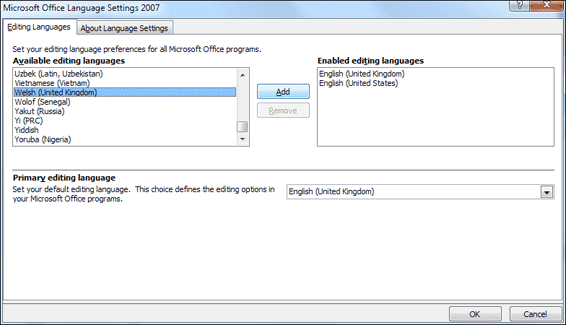 Microsoft Office Language Settings 2007
Editing Languages
About Language Settings
Set your editing language preferences for all Microsoft Office programs.
Available editing languages
Uzbek (Latin, Uzbekistan)
Vietnamese (Vietnam)
Welsh (United Kingdom)
Wolof (Senegal)
Yakut (Russia)
Yi (PRC)
Yiddish
Yoruba (Nigeria)
Add
Remove
Enabled editing languages
English (United Kingdom)
English (United States)
Primary editing language
Set your default editing language.  This choice defines the editing options in
your Microsoft Office programs.
English (United Kingdom)
OK
Cancel